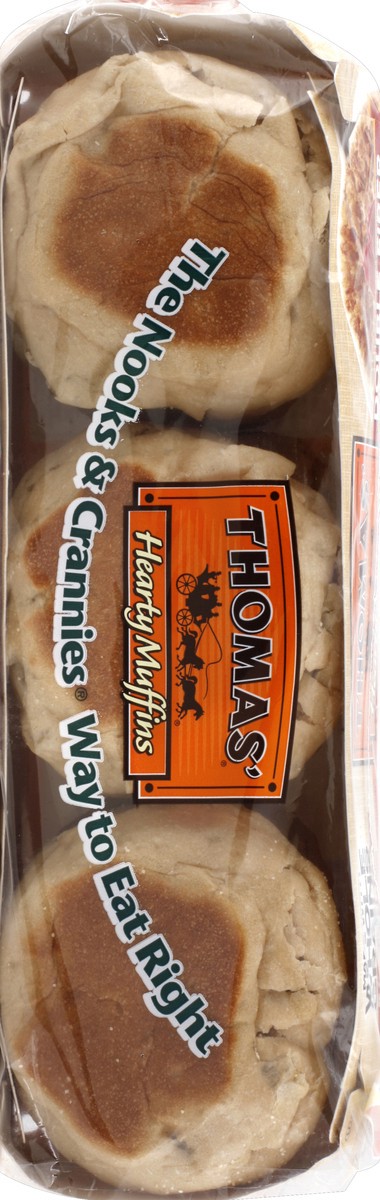 THOMAS'
Hearty Muffins
The Nooks & Crannies® Way to Eat Right